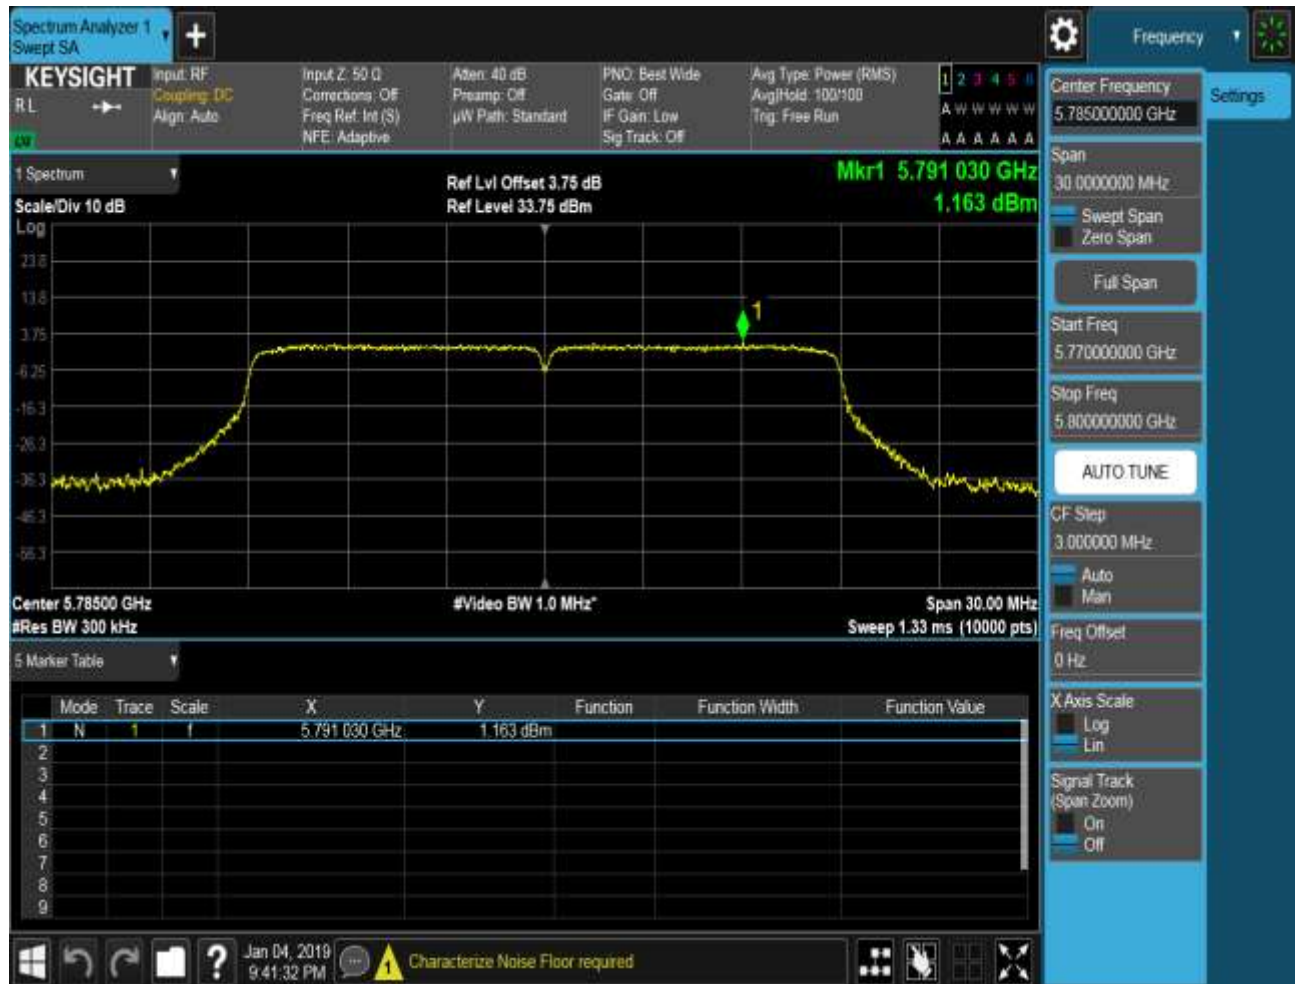 Spectrum Analyzer 1
Swept SA
+
Frequency
KEYSIGHT
RL
Input: RF
Coupling: DC
Align: Auto
Input Z: 50 Ω
Corrections: Off
Freq Ref: Int (S)
NFE: Adaptive
Atten: 40 dB
Preamp: Off
µW Path: Standard
PNO: Best Wide
Gate: Off
IF Gain: Low
Sig Track: Off
Avg Type: Power (RMS)
Avg|Hold: 100/100
Trig: Free Run
1 2 3 4 5 6
A W W W W W
A A A A A A
1 Spectrum
Scale/Div 10 dB
Log
Ref Lvl Offset 3.75 dB
Ref Level 33.75 dBm
Mkr1 5.791 030 GHz
1.163 dBm
23.8
13.8
3.75
-6.25
-16.3
-26.3
-36.3
-46.3
-56.3
1
Center 5.78500 GHz
#Res BW 300 kHz
#Video BW 1.0 MHz*
Span 30.00 MHz
Sweep 1.33 ms (10000 pts)
5 Marker Table
Mode Trace Scale X Y Function Function Width Function Value
1 N 1 f 5.791 030 GHz 1.163 dBm
2
3
4
5
6
7
8
9
Center Frequency
5.785000000 GHz
Settings
Span
30.0000000 MHz
Swept Span
Zero Span
Full Span
Start Freq
5.770000000 GHz
Stop Freq
5.800000000 GHz
AUTO TUNE
CF Step
3.000000 MHz
Auto
Man
Freq Offset
0 Hz
X Axis Scale
Log
Lin
Signal Track
(Span Zoom)
On
Off
?
Jan 04, 2019
9:41:32 PM
1
Characterize Noise Floor required